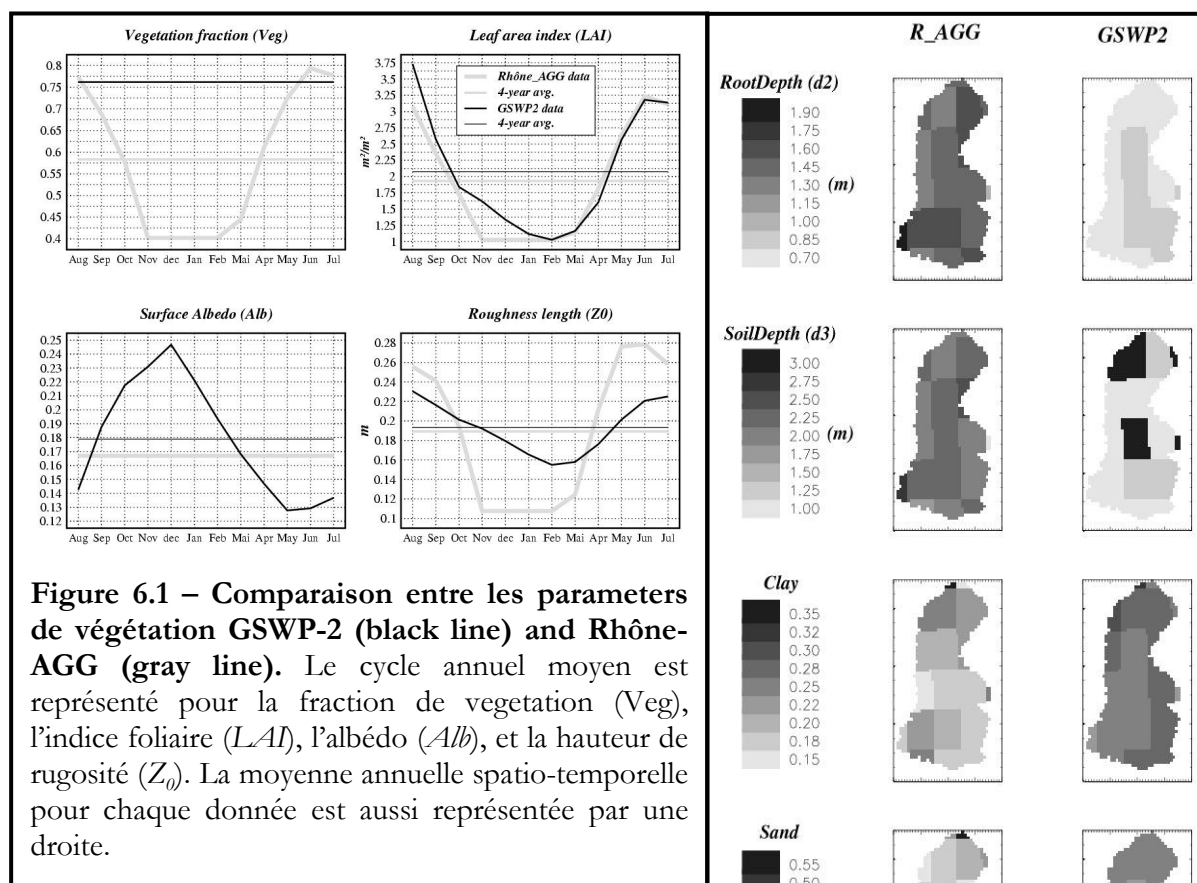 Vegetation fraction (Veg)
0.8
0.75
0.7
0.65
0.6
0.55
0.5
0.45
0.4
Aug Sep Oct Nov dec Jan Feb Mai Apr May Jun Jul
Leaf area index (LAI)
3.75
3.5
3.25
3
2.75
2.5
2.25
2
1.75
1.5
1.25
1
m²/m²
Rhône_AGG data
4-year avg.
GSWP2 data
4-year avg.
Aug Sep Oct Nov dec Jan Feb Mai Apr May Jun Jul
Surface Albedo (Alb)
0.25
0.24
0.23
0.22
0.21
0.2
0.19
0.18
0.17
0.16
0.15
0.14
0.13
0.12
Aug Sep Oct Nov dec Jan Feb Mai Apr May Jun Jul
Roughness length (Z0)
0.28
0.26
0.24
0.22
0.2
0.18
0.16
0.14
0.12
0.1
m
Aug Sep Oct Nov dec Jan Feb Mai Apr May Jun Jul
Figure 6.1 – Comparaison entre les parameters
de végétation GSWP-2 (black line) and Rhône-
AGG (gray line). Le cycle annuel moyen est
représenté pour la fraction de vegetation (Veg),
l'indice foliaire (LAI), l'albédo (Alb), et la hauteur de
rugosité (Z0). La moyenne annuelle spatio-temporelle
pour chaque donnée est aussi représentée par une
droite.
R_AGG GSWP2
RootDepth (d2)
1.90
1.75
1.60
1.45
1.30 (m)
1.15
1.00
0.85
0.70
SoilDepth (d3)
3.00
2.75
2.50
2.25
2.00 (m)
1.75
1.50
1.25
1.00
Clay
0.35
0.32
0.30
0.28
0.25
0.22
0.20
0.18
0.15
Sand
0.55
0.50